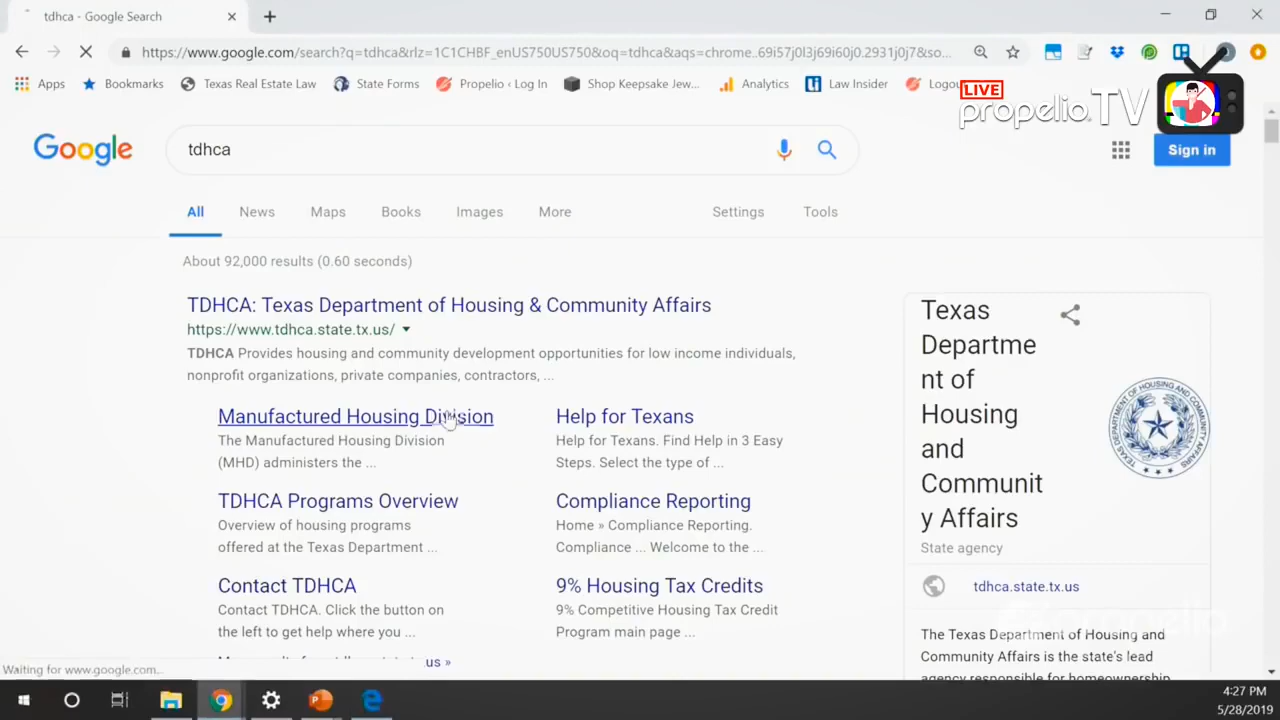 tdhca - Google Search
https://www.google.com/search?q=tdhca&rlz=1C1CHBF_enUS750US750&oq=tdhca&aqs=chrome..69i57j0l3j69i60j0.2931j0j7&so...
Apps
Bookmarks
Texas Real Estate Law
State Forms
Propelio - Log In
Shop Keepsake Jew...
Analytics
Law Insider
LIVE
propelio.TV
Google
tdhca
Sign in
All
News
Maps
Books
Images
More
Settings
Tools
About 92,000 results (0.60 seconds)
TDHCA: Texas Department of Housing & Community Affairs
https://www.tdhca.state.tx.us/
TDHCA Provides housing and community development opportunities for low income individuals,
nonprofit organizations, private companies, contractors, ...
Manufactured Housing Division
The Manufactured Housing Division
(MHD) administers the ...
Help for Texans
Help for Texans. Find Help in 3 Easy
Steps. Select the type of ...
TDHCA Programs Overview
Overview of housing programs
offered at the Texas Department ...
Compliance Reporting
Home » Compliance Reporting.
Compliance ... Welcome to the ...
Contact TDHCA
Contact TDHCA. Click the button on
the left to get help where you ...
9% Housing Tax Credits
9% Competitive Housing Tax Credit
Program main page ...
us »
Texas
Departme
nt of
Housing
and
Communit
y Affairs
State agency
tdhca.state.tx.us
The Texas Department of Housing and
Community Affairs is the state's lead
agency responsible for homeownership
Waiting for www.google.com...
4:27 PM
5/28/2019